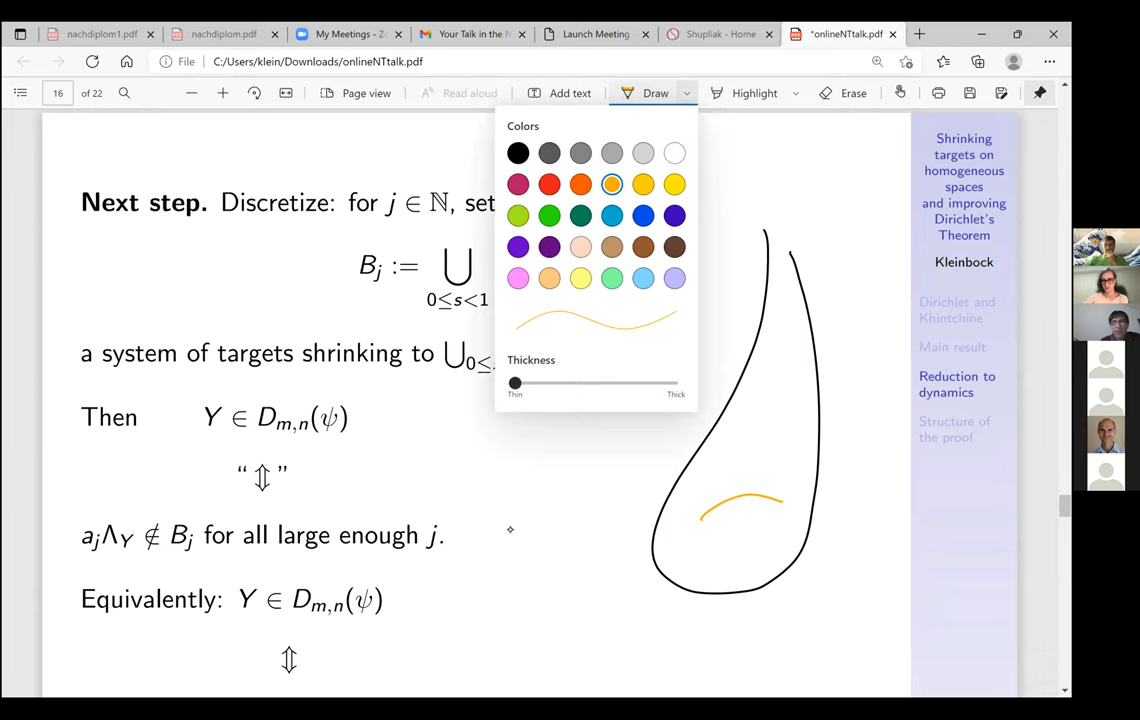 nachdiplom1.pdf
nachdiplom.pdf
My Meetings - Z
Your Talk in the N
Launch Meeting
Shupliak - Home
*onlineNTtalk.pdf
File C:/Users/klein/Downloads/onlineNTtalk.pdf
16 of 22
Page view
Read aloud
Add text
Draw
Highlight
Erase
Colors
Thickness
Thin Thick
Next step. Discretize: for j ∈ ℕ, set
B_j := ⋃
0≤s<1
a system of targets shrinking to ⋃_0≤
Then Y ∈ D_{m,n}(ψ)
“ ⇕ ”
a_jΛ_Y ∉ B_j for all large enough j.
Equivalently: Y ∈ D_{m,n}(ψ)
⇕
Shrinking
targets on
homogeneous
spaces
and improving
Dirichlet's
Theorem
Kleinbock
Dirichlet and
Khintchine
Main result
Reduction to
dynamics
Structure of
the proof